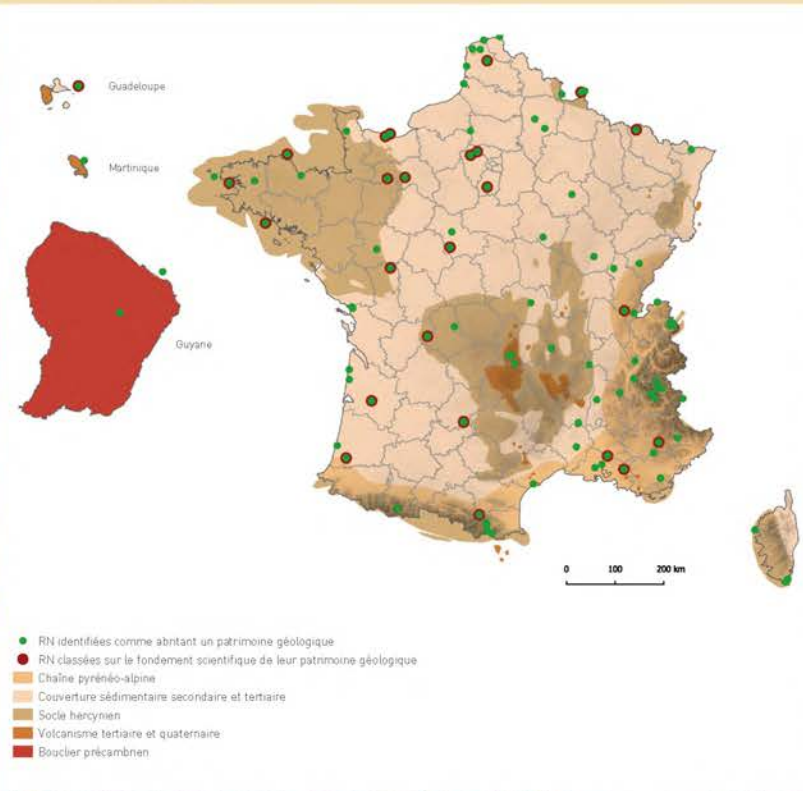 Guadeloupe
Martinique
Guyane
0 100 200 km
RN identifiées comme abritant un patrimoine géologique
RN classées sur le fondement scientifique de leur patrimoine géologique
Chaîne pyrénéo-alpine
Couverture sédimentaire secondaire et tertiaire
Socle hercynien
Volcanisme tertiaire et quaternaire
Bouclier précambrien